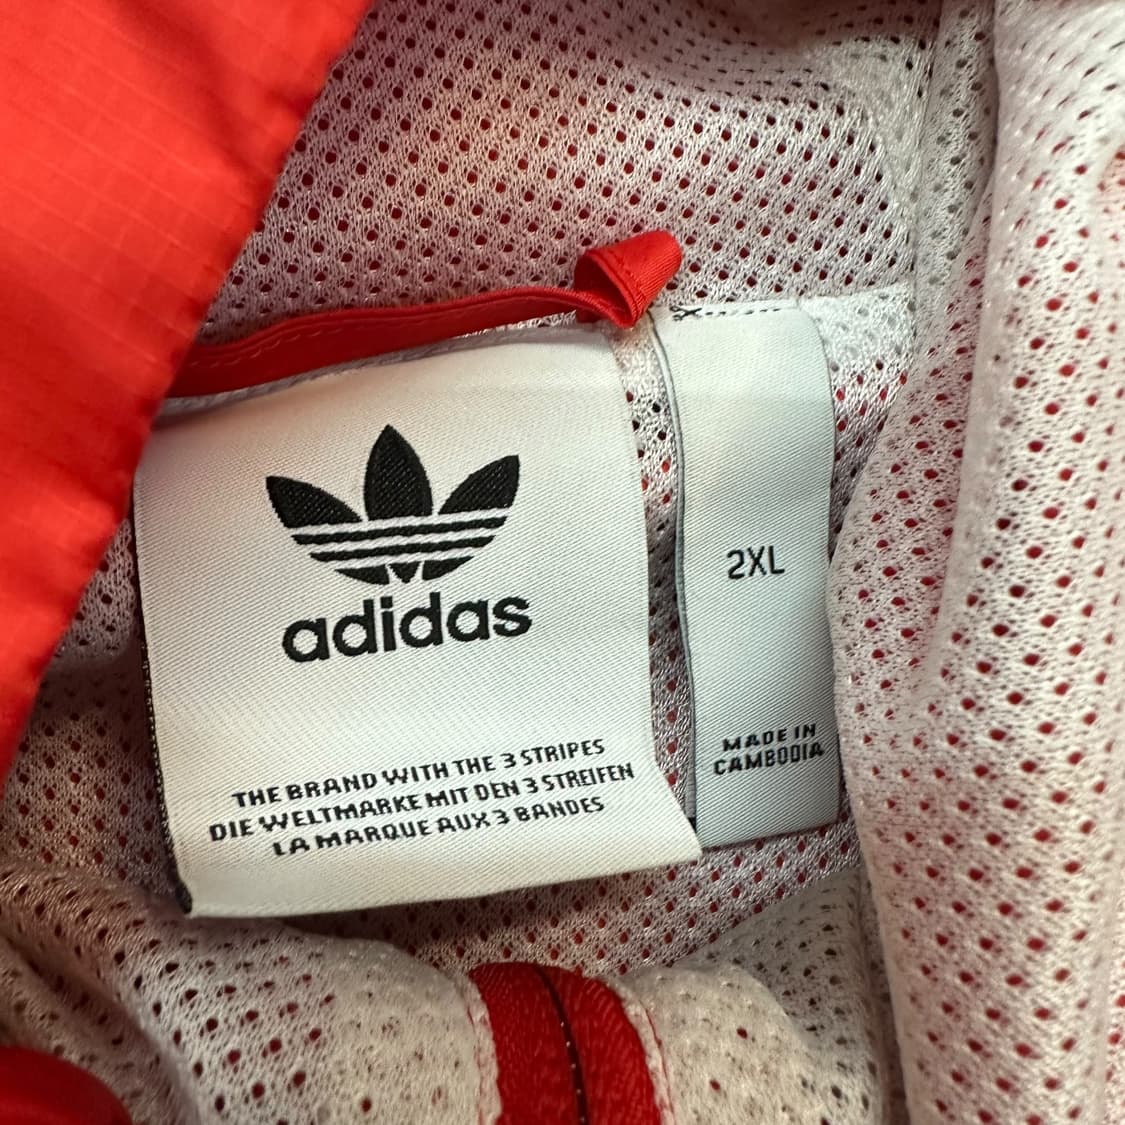 adidas
THE BRAND WITH THE 3 STRIPES
DIE WELTMARKE MIT DEN 3 STREIFEN
LA MARQUE AUX 3 BANDES
2XL
MADE IN
CAMBODIA